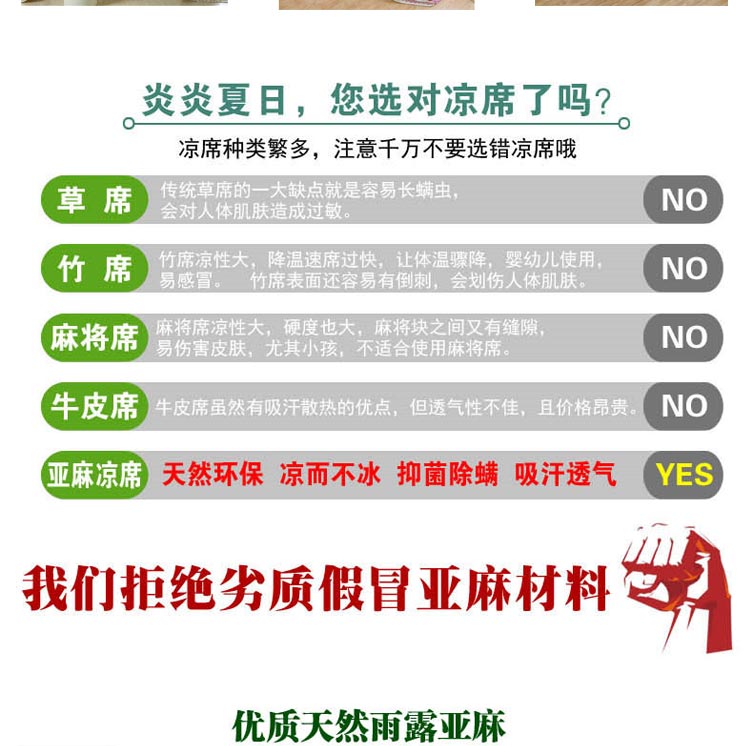 炎炎夏日，您选对凉席了吗?
凉席种类繁多，注意千万不要选错凉席哦
草 席
传统草席的一大缺点就是容易长螨虫，
会对人体肌肤造成过敏。
NO
竹 席
竹席凉性大，降温速席过快，让体温骤降，婴幼儿使用，
易感冒。 竹席表面还容易有倒刺，会划伤人体肌肤。
NO
麻将席
麻将席凉性大，硬度也大，麻将块之间又有缝隙，
易伤害皮肤，尤其小孩，不适合使用麻将席。
NO
牛皮席
牛皮席虽然有吸汗散热的优点，但透气性不佳，且价格昂贵。
NO
亚麻凉席
天然环保 凉而不冰 抑菌除螨 吸汗透气
YES
我们拒绝劣质假冒亚麻材料
优质天然雨露亚麻